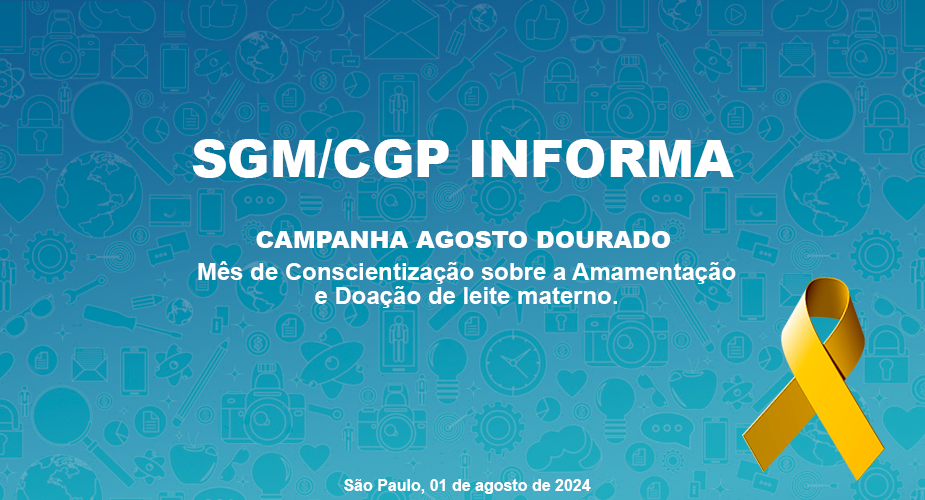 SGM/CGP INFORMA
CAMPANHA AGOSTO DOURADO
Mês de Conscientização sobre a Amamentação
e Doação de leite materno.
São Paulo, 01 de agosto de 2024